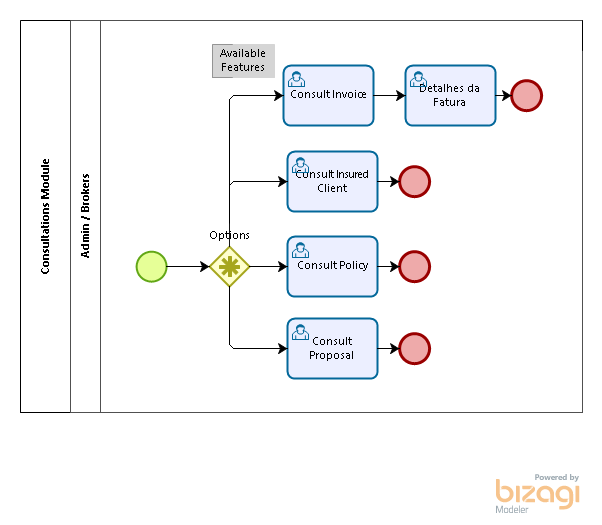 Consultations Module
Admin / Brokers
Available
Features
Consult Invoice
Detalhes da
Fatura
Consult Insured
Client
Options
Consult Policy
Consult
Proposal
Powered by
bizagi
Modeler